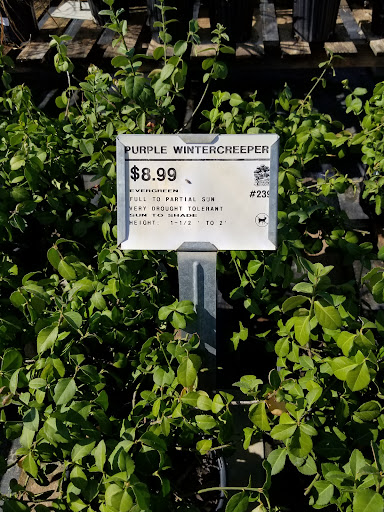 PURPLE WINTERCREEPER
$8.99
#239
EVERGREEN
FULL TO PARTIAL SUN
VERY DROUGHT TOLERANT
SUN TO SHADE
HEIGHT: 1-1/2 ' TO 2'